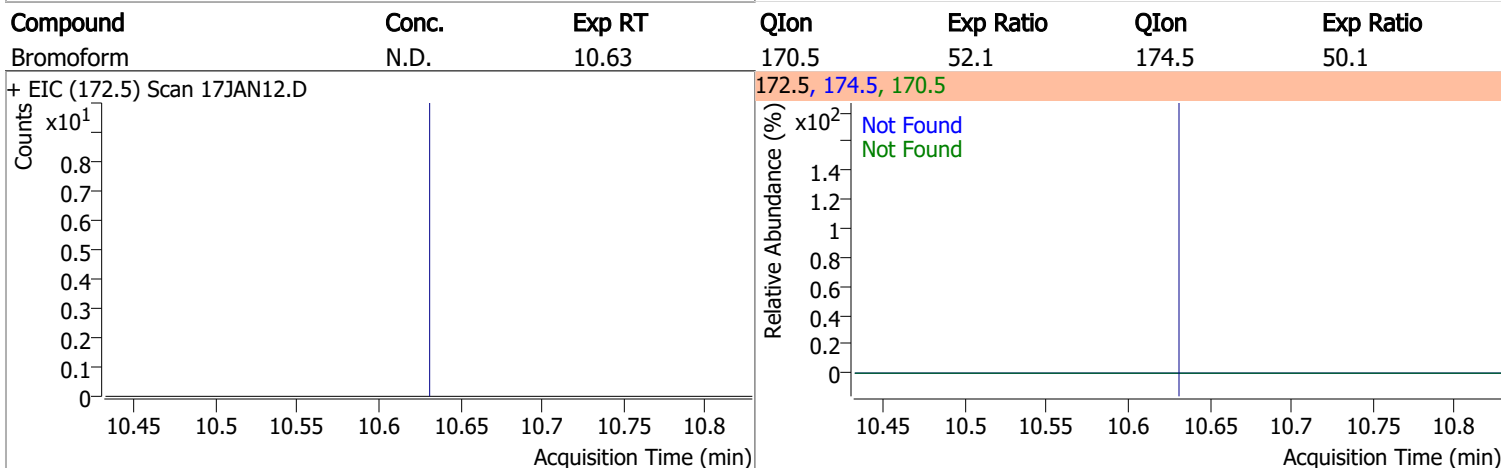 Compound Conc. Exp RT QIon Exp Ratio QIon Exp Ratio
Bromoform N.D. 10.63 170.5 52.1 174.5 50.1
+ EIC (172.5) Scan 17JAN12.D
Counts
x10¹
0.8
0.7
0.6
0.5
0.4
0.3
0.2
0.1
0
10.45 10.5 10.55 10.6 10.65 10.7 10.75 10.8
Acquisition Time (min)
172.5, 174.5, 170.5
Relative Abundance (%)
x10²
Not Found
Not Found
1.4
1.2
1
0.8
0.6
0.4
0.2
0
10.45 10.5 10.55 10.6 10.65 10.7 10.75 10.8
Acquisition Time (min)